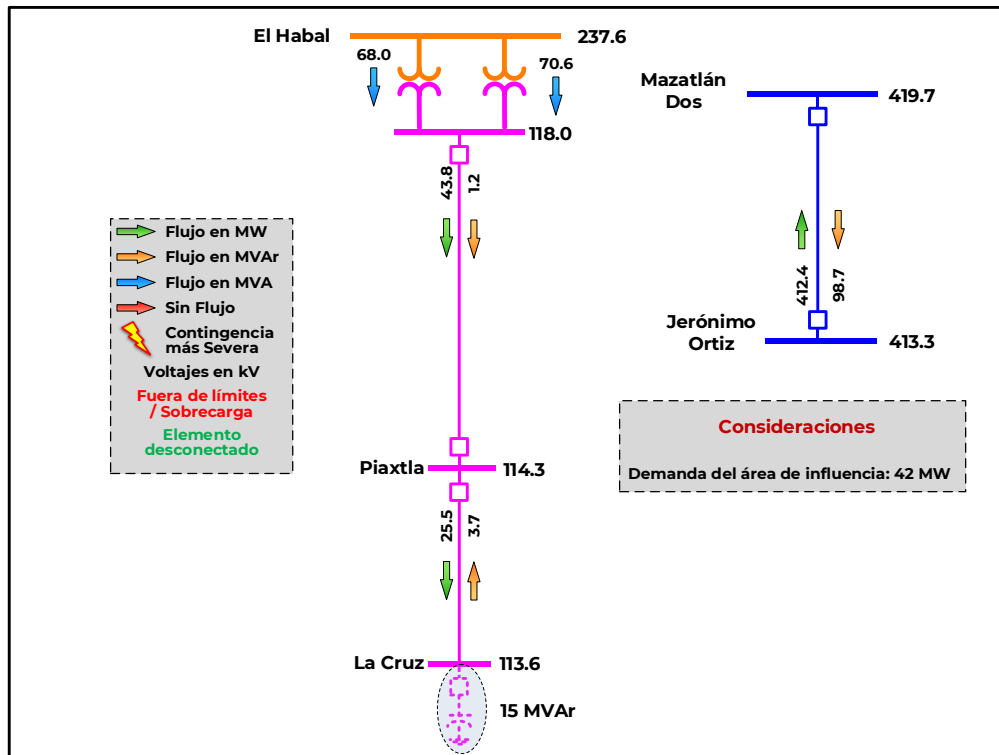 El Habal
237.6
68.0
70.6
118.0
43.8
1.2
Mazatlán
Dos
419.7
412.4
98.7
Jerónimo
Ortiz
413.3
Flujo en MW
Flujo en MVAr
Flujo en MVA
Sin Flujo
Contingencia
más Severa
Voltajes en kV
Fuera de límites
/ Sobrecarga
Elemento
desconectado
Consideraciones
Demanda del área de influencia: 42 MW
Piaxtla
114.3
25.5
3.7
La Cruz
113.6
15 MVAr